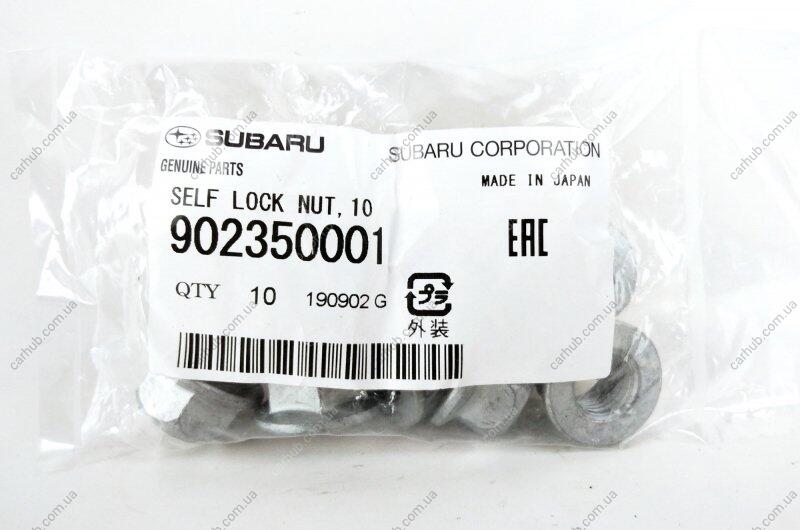 SUBARU
SUBARU CORPORATION
GENUINE PARTS
MADE IN JAPAN
SELF LOCK NUT, 10
902350001
EAC
QTY 10 190902 G
プラ
外装
carhub.com.ua